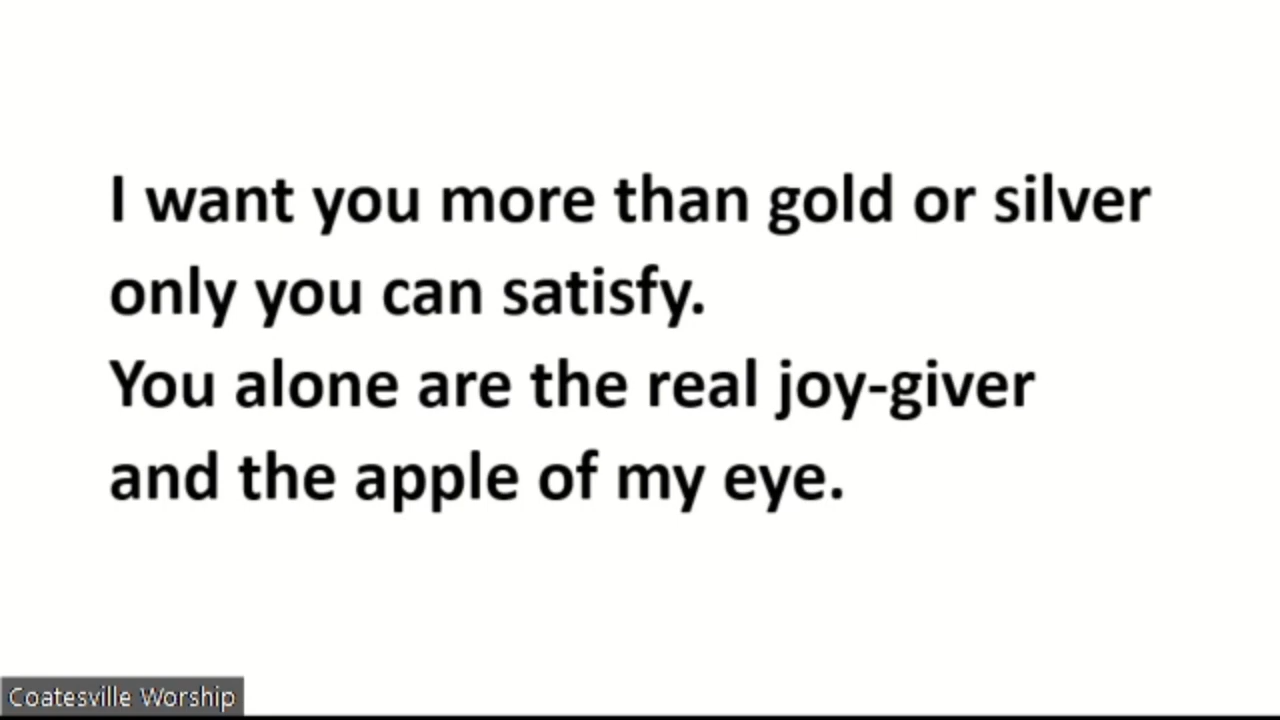 I want you more than gold or silver
only you can satisfy.
You alone are the real joy-giver
and the apple of my eye.
Coatesville Worship